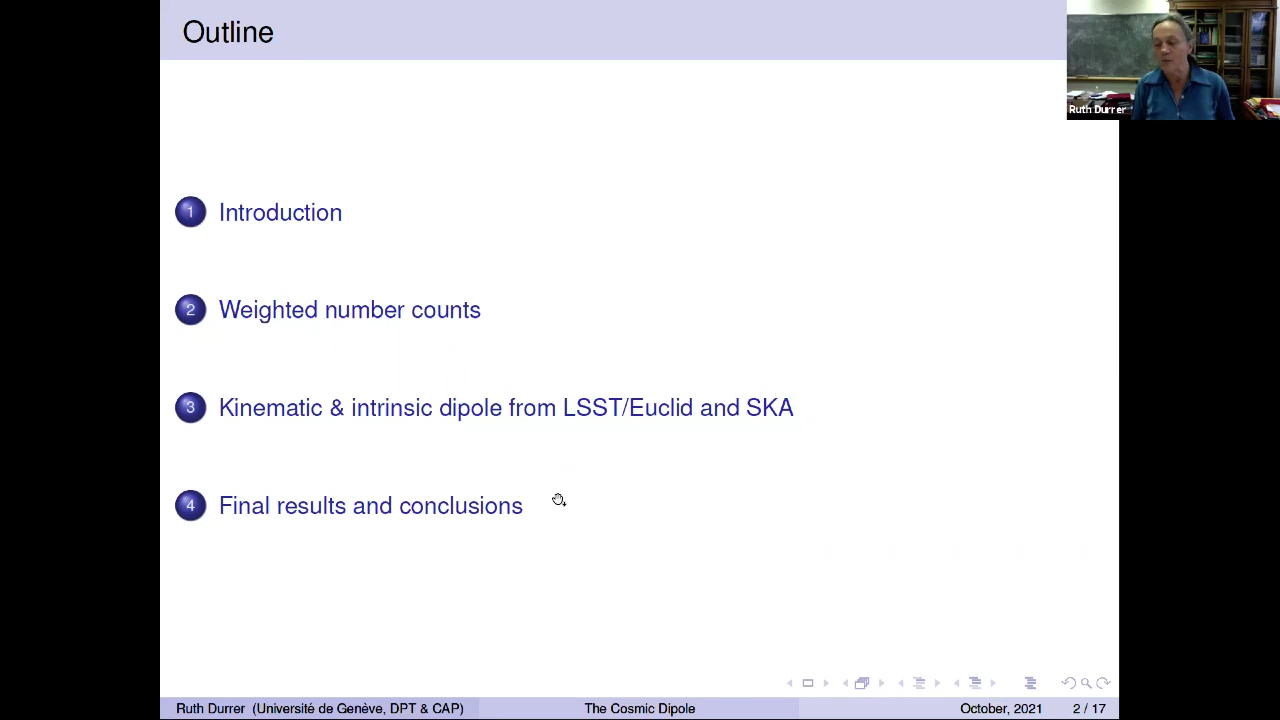 Outline
Ruth Durrer
1 Introduction
2 Weighted number counts
3 Kinematic & intrinsic dipole from LSST/Euclid and SKA
4 Final results and conclusions
Ruth Durrer (Université de Genève, DPT & CAP) The Cosmic Dipole October, 2021 2 / 17